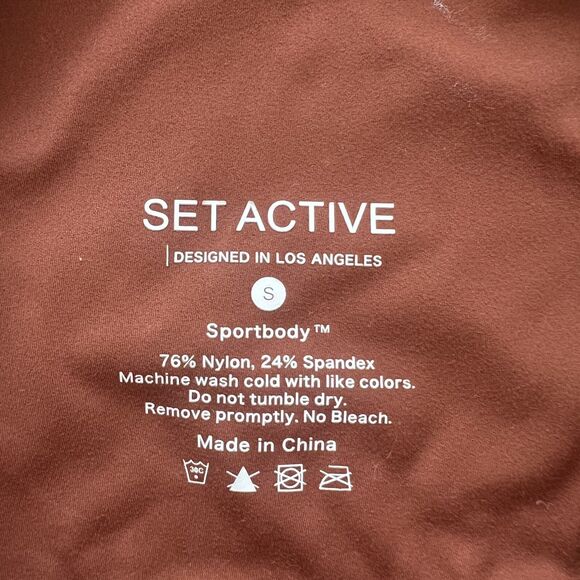 SET ACTIVE
DESIGNED IN LOS ANGELES
S
Sportbody™
76% Nylon, 24% Spandex
Machine wash cold with like colors.
Do not tumble dry.
Remove promptly. No Bleach.
Made in China
30C